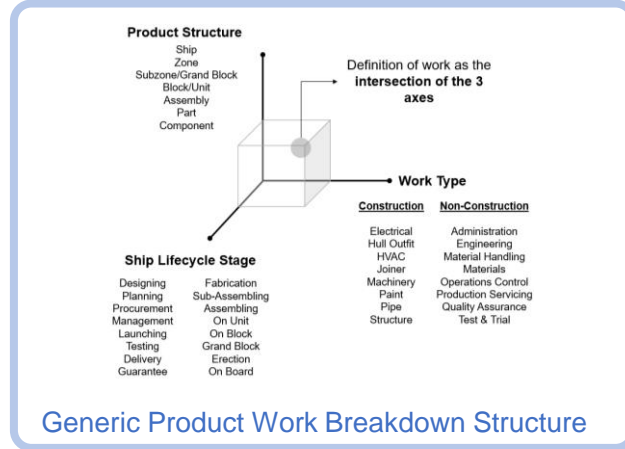 Product Structure
Ship
Zone
Subzone/Grand Block
Block/Unit
Assembly
Part
Component
Definition of work as the
intersection of the 3
axes
Work Type
Construction Non-Construction
Electrical Administration
Hull Outfit Engineering
HVAC Material Handling
Joiner Materials
Machinery Operations Control
Paint Production Servicing
Pipe Quality Assurance
Structure Test & Trial
Ship Lifecycle Stage
Designing Fabrication
Planning Sub-Assembling
Procurement Assembling
Management On Unit
Launching On Block
Testing Grand Block
Delivery Erection
Guarantee On Board
Generic Product Work Breakdown Structure